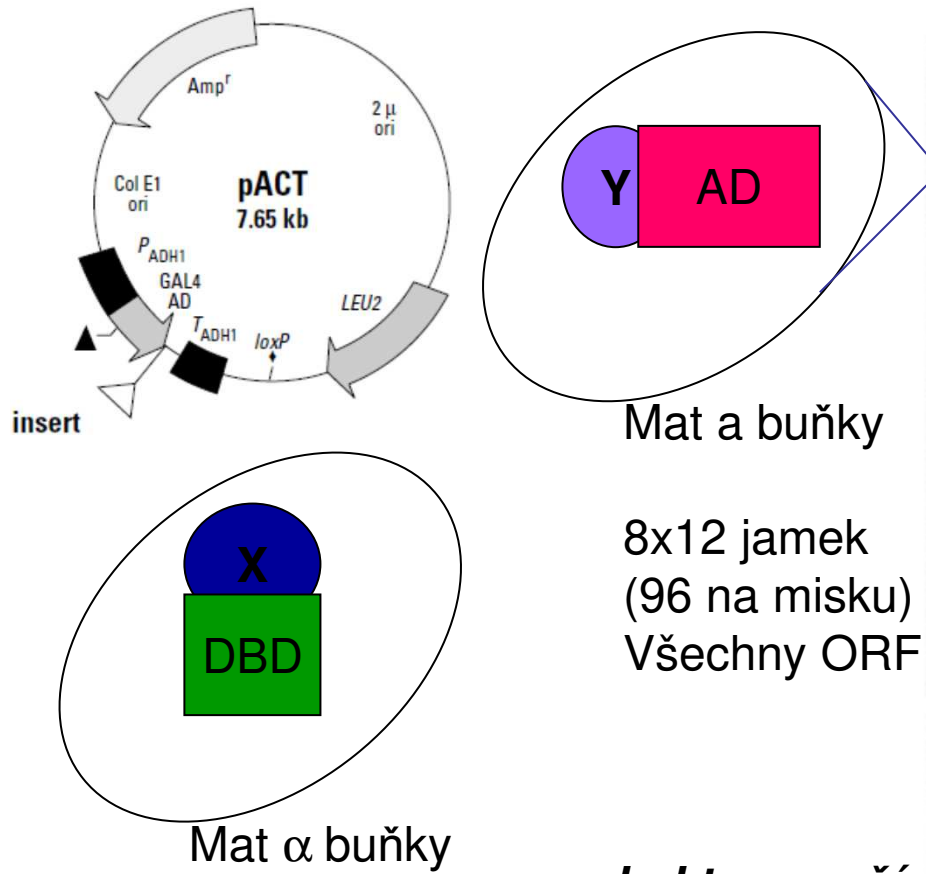 Amp^r
2 μ
ori
Col E1
ori
pACT
7.65 kb
P_ADH1
GAL4
AD
T_ADH1
loxP
LEU2
insert
Y
AD
Mat a buňky
8x12 jamek
(96 na misku)
Všechny ORF
X
DBD
Mat α buňky